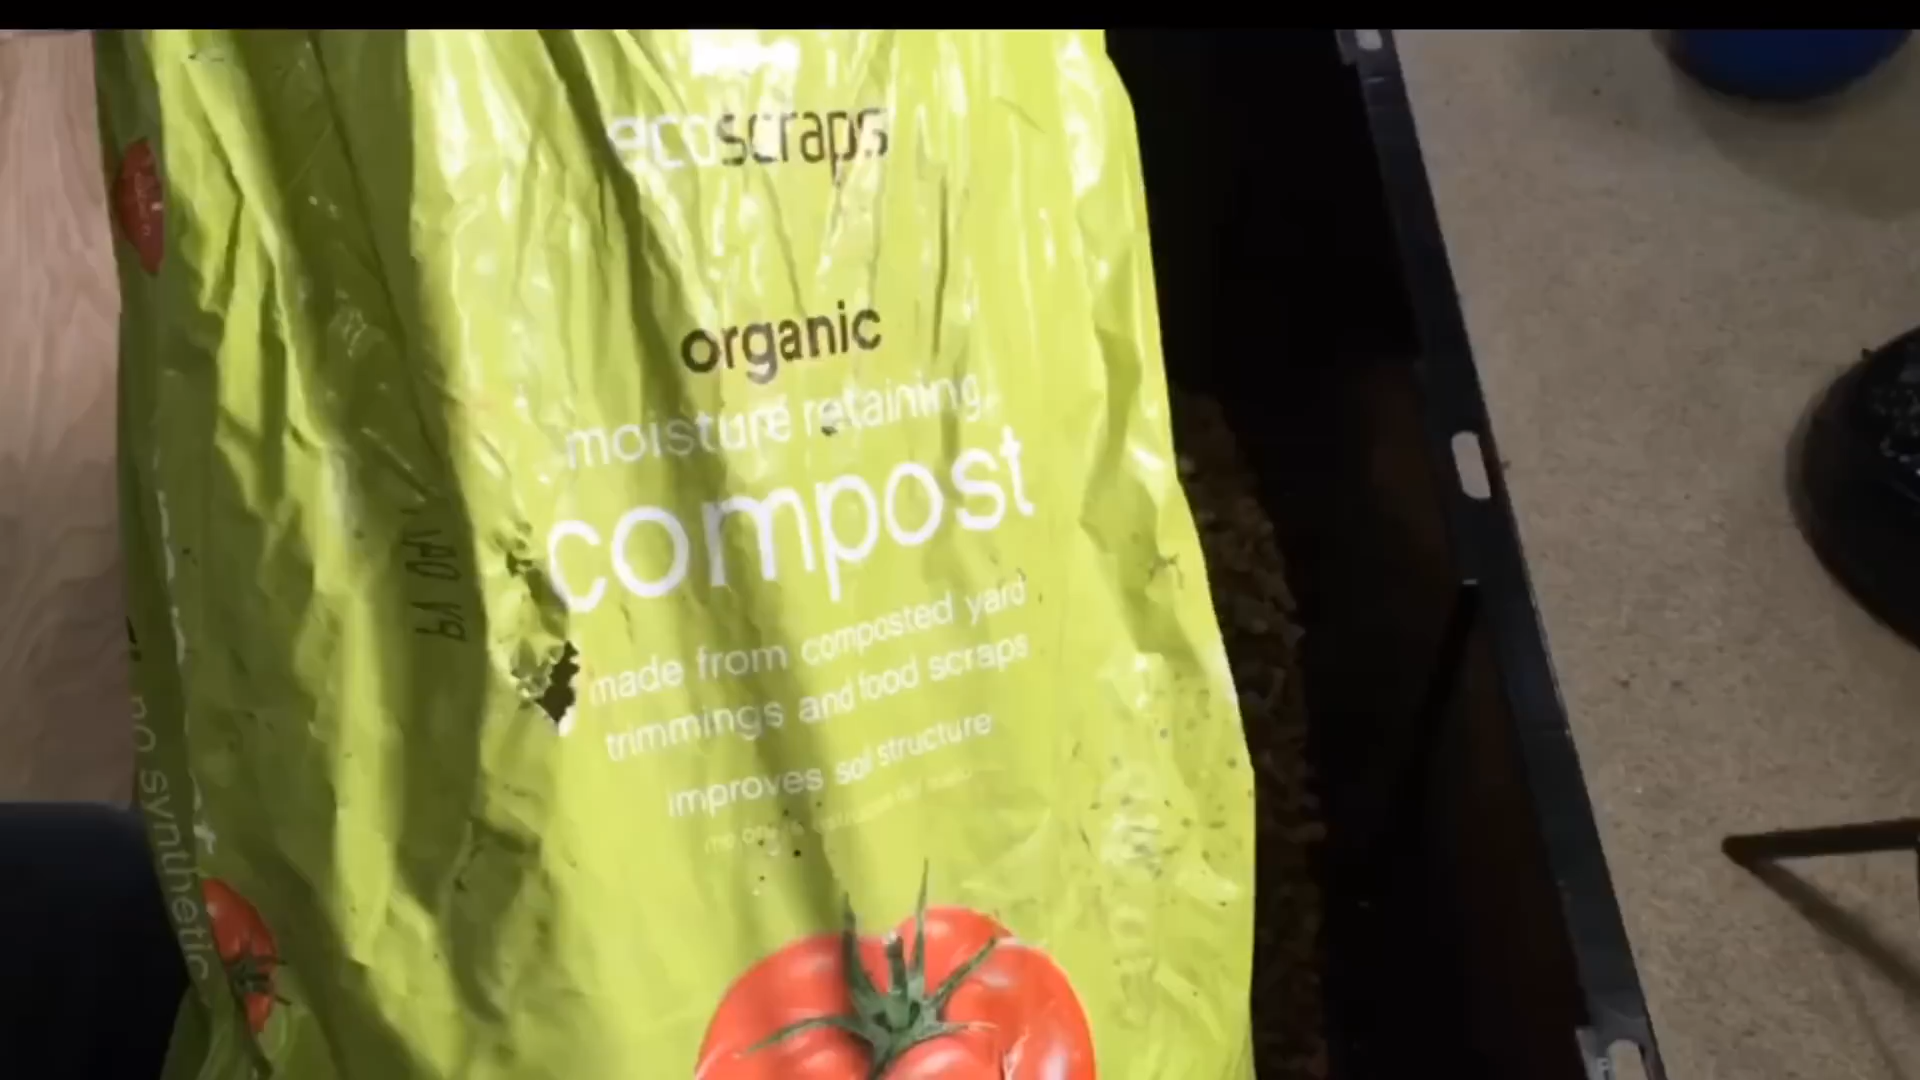 ecoscraps
organic
moisture retaining
compost
made from composted yard
trimmings and food scraps
improves soil structure
no synthetic